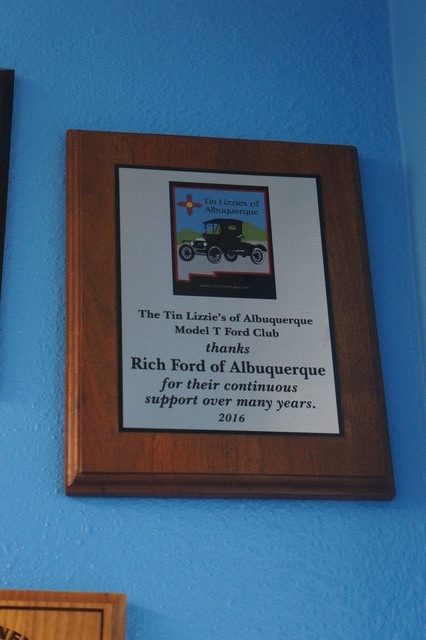 Tin Lizzies of
Albuquerque
The Tin Lizzie's of Albuquerque
Model T Ford Club
thanks
Rich Ford of Albuquerque
for their continuous
support over many years.
2016